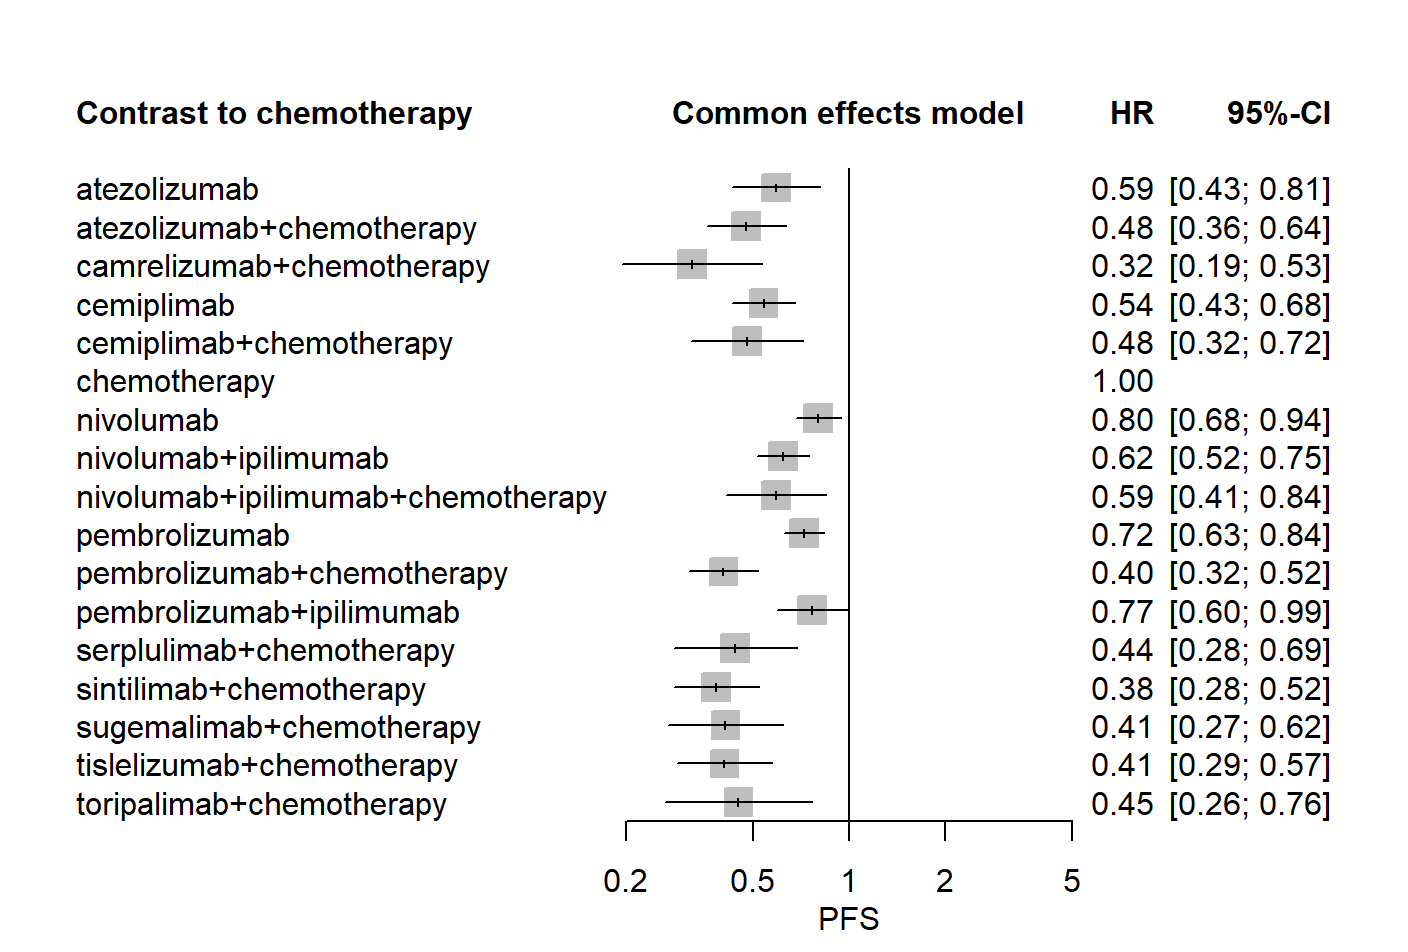 Contrast to chemotherapy Common effects model HR 95%-CI
atezolizumab 0.59 [0.43; 0.81]
atezolizumab+chemotherapy 0.48 [0.36; 0.64]
camrelizumab+chemotherapy 0.32 [0.19; 0.53]
cemiplimab 0.54 [0.43; 0.68]
cemiplimab+chemotherapy 0.48 [0.32; 0.72]
chemotherapy 1.00
nivolumab 0.80 [0.68; 0.94]
nivolumab+ipilimumab 0.62 [0.52; 0.75]
nivolumab+ipilimumab+chemotherapy 0.59 [0.41; 0.84]
pembrolizumab 0.72 [0.63; 0.84]
pembrolizumab+chemotherapy 0.40 [0.32; 0.52]
pembrolizumab+ipilimumab 0.77 [0.60; 0.99]
serplulimab+chemotherapy 0.44 [0.28; 0.69]
sintilimab+chemotherapy 0.38 [0.28; 0.52]
sugemalimab+chemotherapy 0.41 [0.27; 0.62]
tislelizumab+chemotherapy 0.41 [0.29; 0.57]
toripalimab+chemotherapy 0.45 [0.26; 0.76]
0.2 0.5 1 2 5
PFS